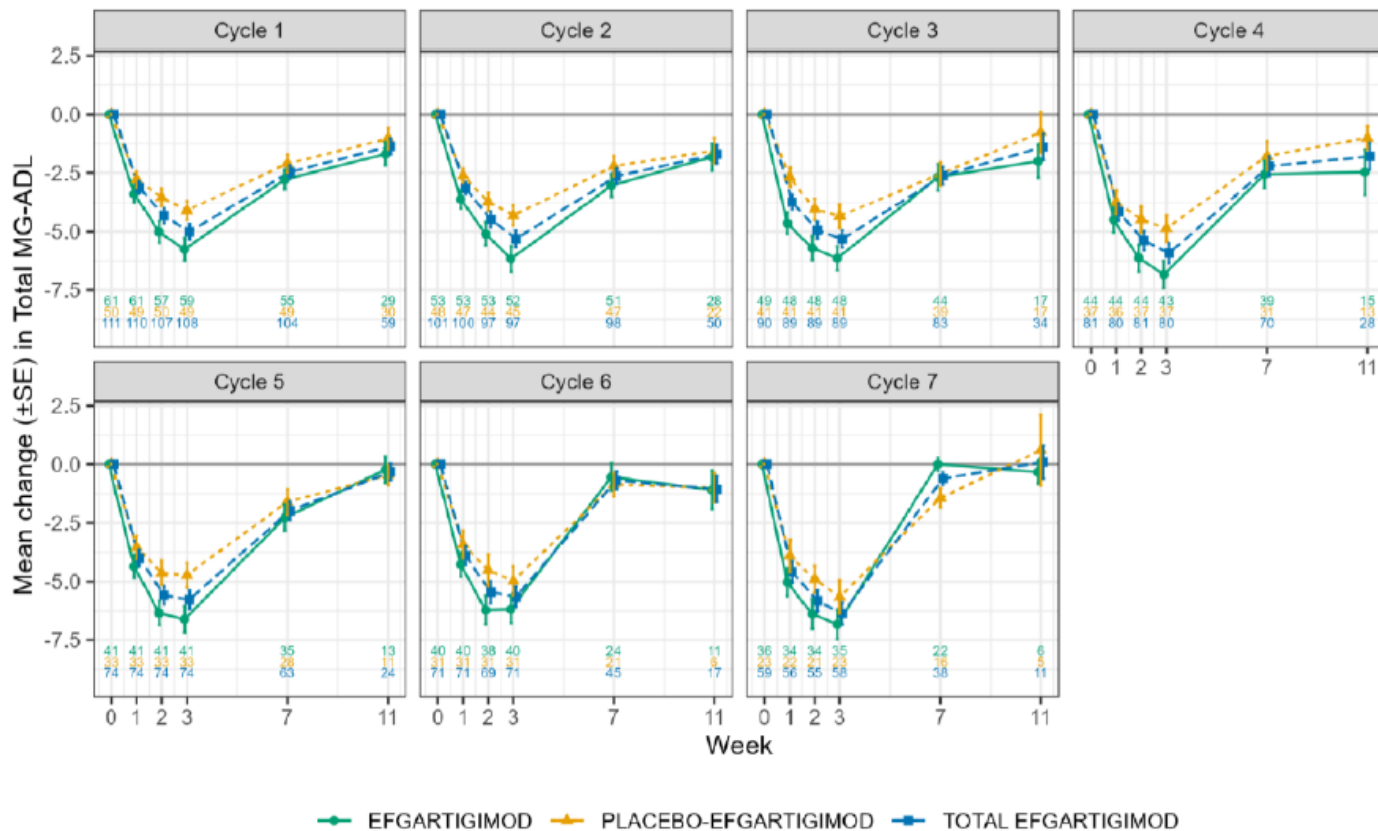 Mean change (±SE) in Total MG-ADL
Cycle 1
Cycle 2
Cycle 3
Cycle 4
2.5
0.0
-2.5
-5.0
-7.5
61 61 57 59 55 29
50 49 50 49 49 30
111 110 107 108 104 59
53 53 53 52 51 28
48 47 44 45 47 22
101 100 97 97 98 50
49 48 48 48 44 17
41 41 41 41 39 17
90 89 89 89 83 34
44 44 44 43 39 15
37 36 37 37 31 13
81 80 81 80 70 28
0 1 2 3 7 11
Cycle 5
Cycle 6
Cycle 7
2.5
0.0
-2.5
-5.0
-7.5
41 41 41 41 35 13
33 33 33 33 28 11
74 74 74 74 63 24
40 40 38 40 24 11
31 31 31 31 21 6
71 71 69 71 45 17
36 34 34 35 22 6
23 22 21 23 16 5
59 56 55 58 38 11
0 1 2 3 7 11
0 1 2 3 7 11
0 1 2 3 7 11
Week
EFGARTIGIMOD
PLACEBO-EFGARTIGIMOD
TOTAL EFGARTIGIMOD